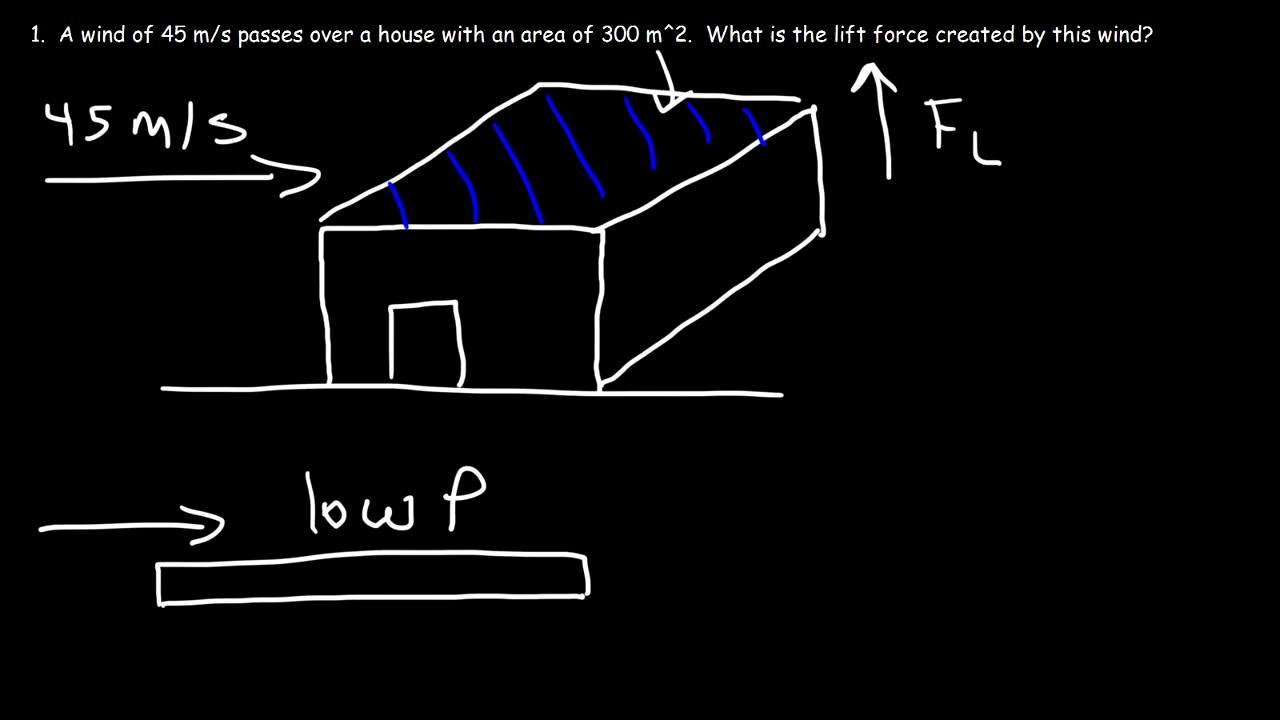 1. A wind of 45 m/s passes over a house with an area of 300 m^2. What is the lift force created by this wind?
45 m/s
FL
low P